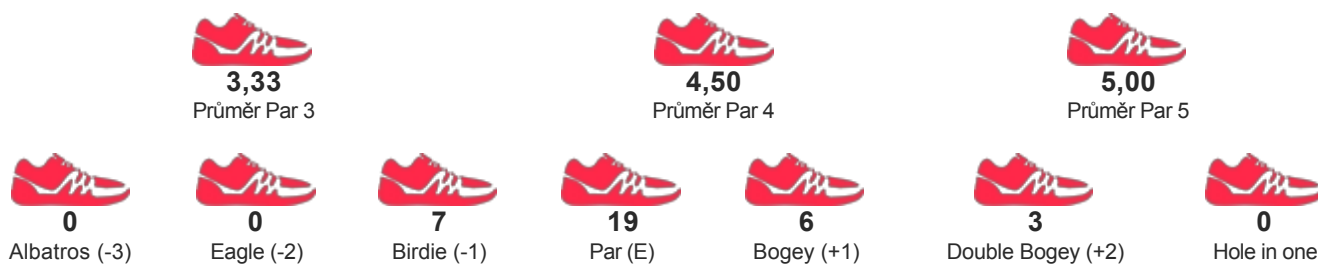 3,33
Průměr Par 3
4,50
Průměr Par 4
5,00
Průměr Par 5
0
Albatros (-3)
0
Eagle (-2)
7
Birdie (-1)
19
Par (E)
6
Bogey (+1)
3
Double Bogey (+2)
0
Hole in one